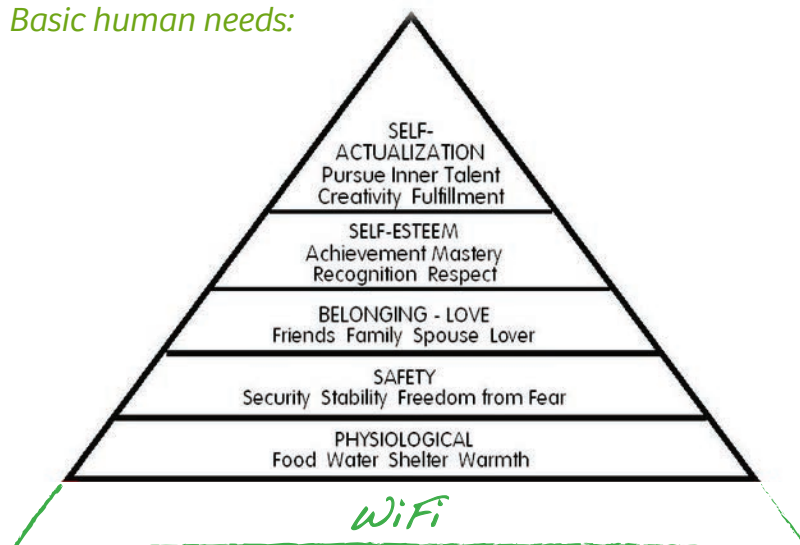 Basic human needs:
SELF-
ACTUALIZATION
Pursue Inner Talent
Creativity Fulfillment
SELF-ESTEEM
Achievement Mastery
Recognition Respect
BELONGING - LOVE
Friends Family Spouse Lover
SAFETY
Security Stability Freedom from Fear
PHYSIOLOGICAL
Food Water Shelter Warmth
WiFi